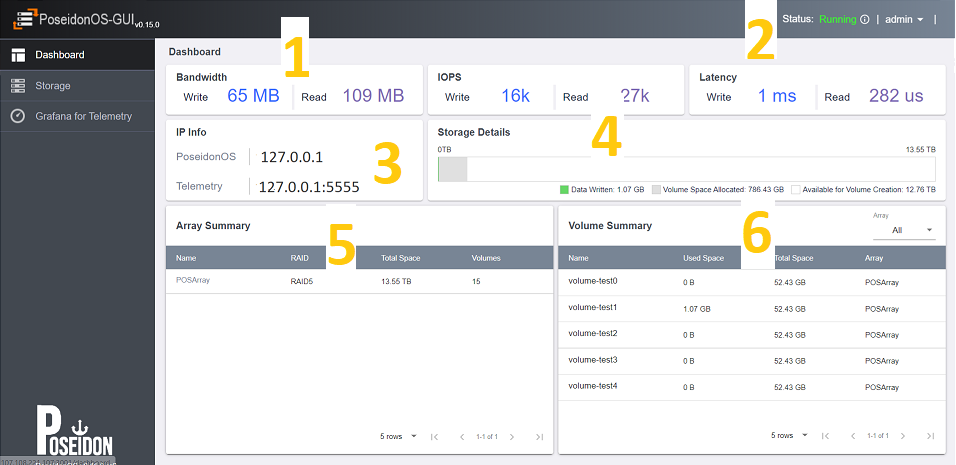 PoseidonOS-GUI v0.15.0
1
2
Status: Running | admin |
Dashboard
Storage
Grafana for Telemetry
Dashboard
Bandwidth
Write 65 MB Read 109 MB
IOPS
Write 16k Read 27k
Latency
Write 1 ms Read 282 us
IP Info
PoseidonOS 127.0.0.1
Telemetry 127.0.0.1:5555
3
Storage Details
4
0TB 13.55 TB
Data Written: 1.07 GB Volume Space Allocated: 786.43 GB Available for Volume Creation: 12.76 TB
Array Summary
5
Name RAID Total Space Volumes
POSArray RAID5 13.55 TB 15
5 rows 1-1 of 1
Volume Summary
6
Array
All
Name Used Space Total Space Array
volume-test0 0 B 52.43 GB POSArray
volume-test1 1.07 GB 52.43 GB POSArray
volume-test2 0 B 52.43 GB POSArray
volume-test3 0 B 52.43 GB POSArray
volume-test4 0 B 52.43 GB POSArray
5 rows 1-1 of 1
POSEIDON